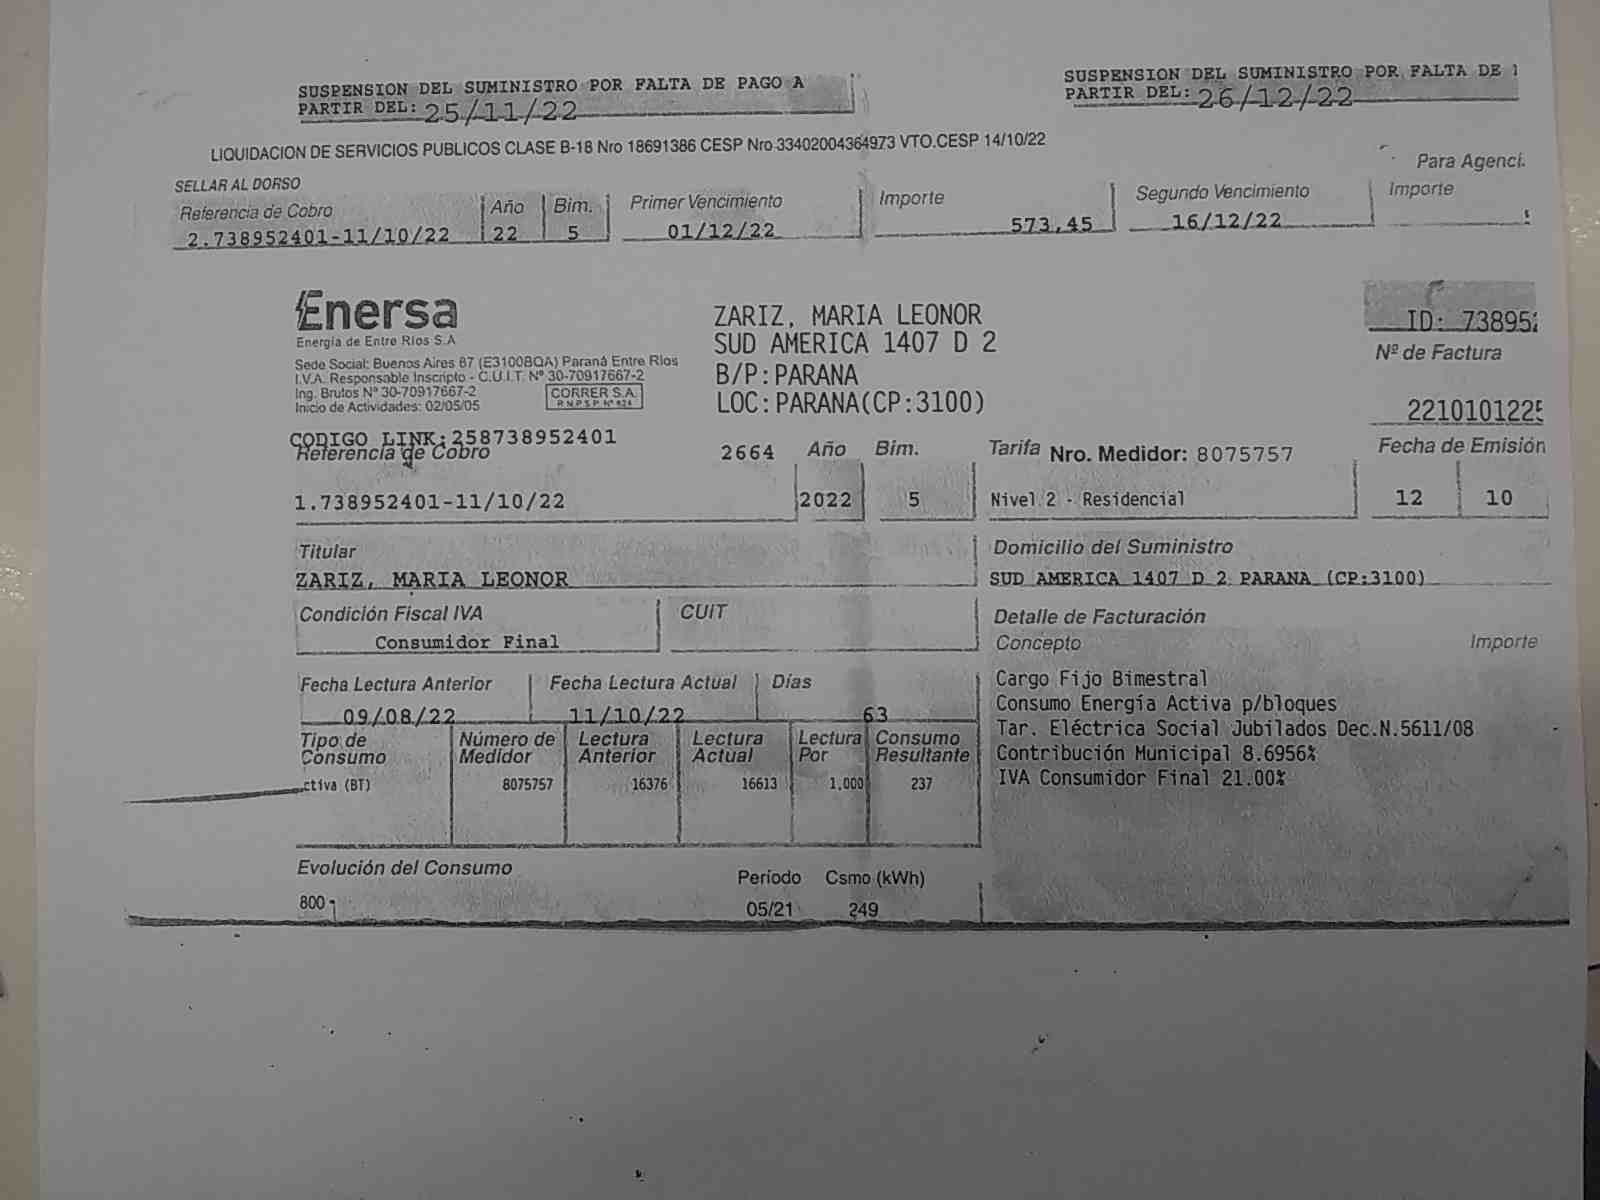 SUSPENSION DEL SUMINISTRO POR FALTA DE PAGO A
PARTIR DEL: 25/11/22
SUSPENSION DEL SUMINISTRO POR FALTA DE
PARTIR DEL: 26/12/22
LIQUIDACION DE SERVICIOS PUBLICOS CLASE B-18 Nro 18691386 CESP Nro 33402004364973 VTO.CESP 14/10/22
Para Agenci.
SELLAR AL DORSO
Referencia de Cobro Año Bim. Primer Vencimiento Importe Segundo Vencimiento Importe
2.738952401-11/10/22 22 5 01/12/22 573,45 16/12/22
Enersa
Energía de Entre Ríos S.A
Sede Social: Buenos Aires 87 (E3100BQA) Paraná Entre Ríos
I.V.A. Responsable Inscripto - C.U.I.T. Nº 30-70917667-2
Ing. Brutos Nº 30-70917667-2
Inicio de Actividades: 02/05/05
CORRER S.A.
R.N.P.S.P. Nº 824
ZARIZ, MARIA LEONOR
SUD AMERICA 1407 D 2
B/P:PARANA
LOC:PARANA(CP:3100)
ID: 73895
Nº de Factura
221010122
CODIGO LINK:258738952401
Referencia de Cobro 2664 Año Bim. Tarifa Nro. Medidor: 8075757 Fecha de Emisión
1.738952401-11/10/22 2022 5 Nivel 2 - Residencial 12 10
Titular
ZARIZ, MARIA LEONOR
Domicilio del Suministro
SUD AMERICA 1407 D 2 PARANA (CP:3100)
Condición Fiscal IVA CUIT
Consumidor Final
Detalle de Facturación
Concepto Importe
Fecha Lectura Anterior Fecha Lectura Actual Días
09/08/22 11/10/22 63
Cargo Fijo Bimestral
Consumo Energía Activa p/bloques
Tar. Eléctrica Social Jubilados Dec.N.5611/08
Contribución Municipal 8.6956%
IVA Consumidor Final 21.00%
Tipo de Consumo Número de Medidor Lectura Anterior Lectura Actual Lectura Por Consumo Resultante
ctiva (BT) 8075757 16376 16613 1,000 237
Evolución del Consumo Período Csmo (kWh)
800 05/21 249